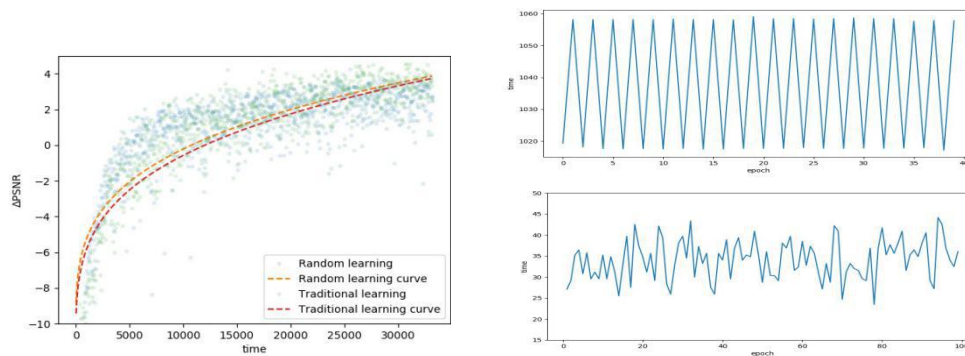 4
2
0
−2
−4
−6
−8
−10
ΔPSNR
Random learning
Random learning curve
Traditional learning
Traditional learning curve
0 5000 10000 15000 20000 25000 30000
time
1060
1050
1040
1030
1020
time
0 5 10 15 20 25 30 35 40
epoch
50
45
40
35
30
25
20
15
time
0 20 40 60 80
epoch